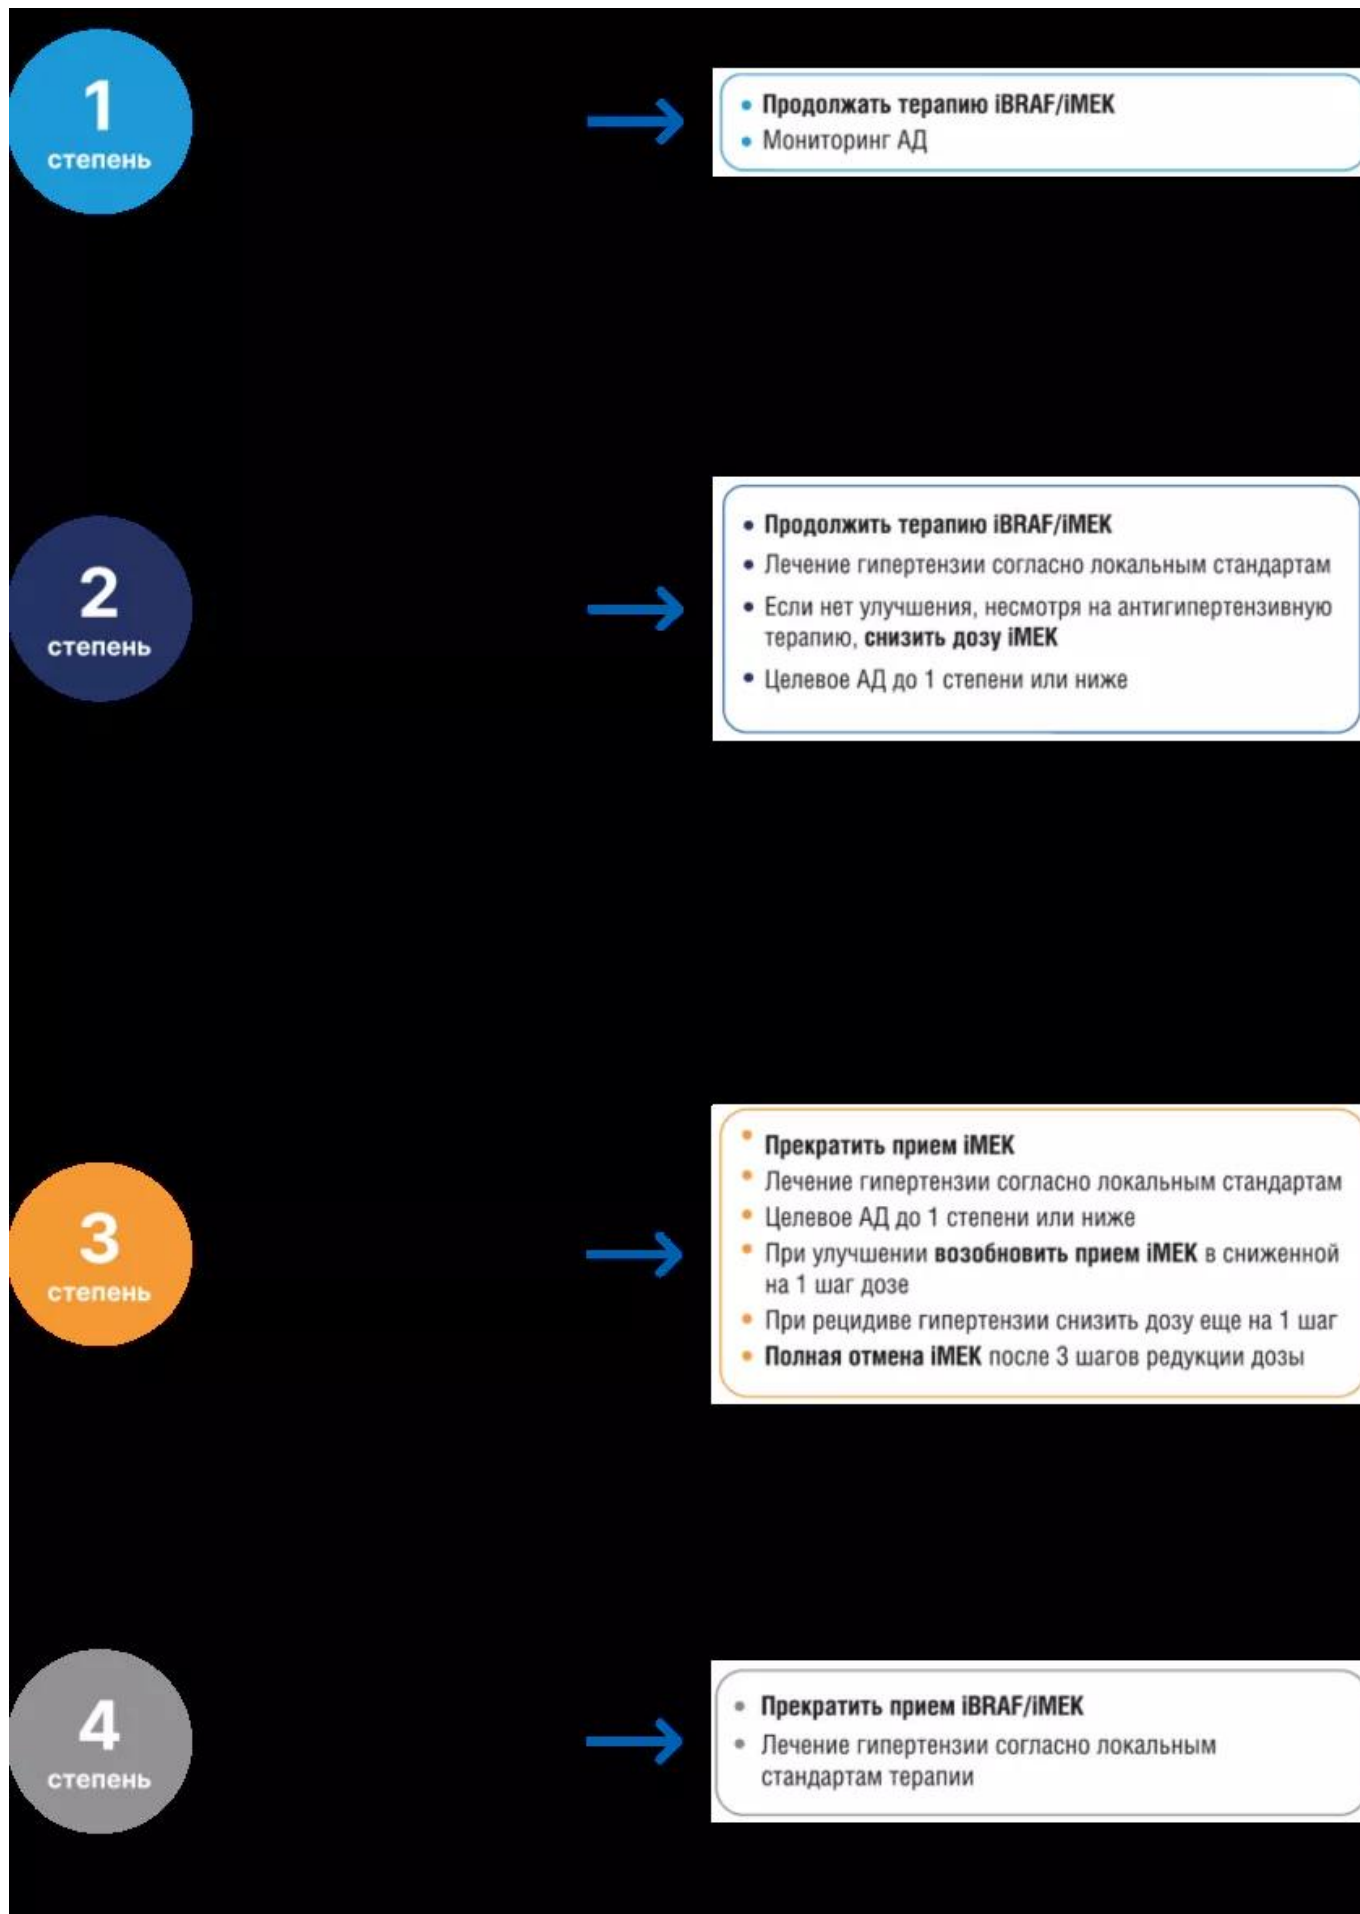 1
степень
• Продолжать терапию iBRAF/iMEK
• Мониторинг АД
2
степень
• Продолжить терапию iBRAF/iMEK
• Лечение гипертензии согласно локальным стандартам
• Если нет улучшения, несмотря на антигипертензивную
терапию, снизить дозу iMEK
• Целевое АД до 1 степени или ниже
3
степень
• Прекратить прием iMEK
• Лечение гипертензии согласно локальным стандартам
• Целевое АД до 1 степени или ниже
• При улучшении возобновить прием iMEK в сниженной
на 1 шаг дозе
• При рецидиве гипертензии снизить дозу еще на 1 шаг
• Полная отмена iMEK после 3 шагов редукции дозы
4
степень
• Прекратить прием iBRAF/iMEK
• Лечение гипертензии согласно локальным
стандартам терапии